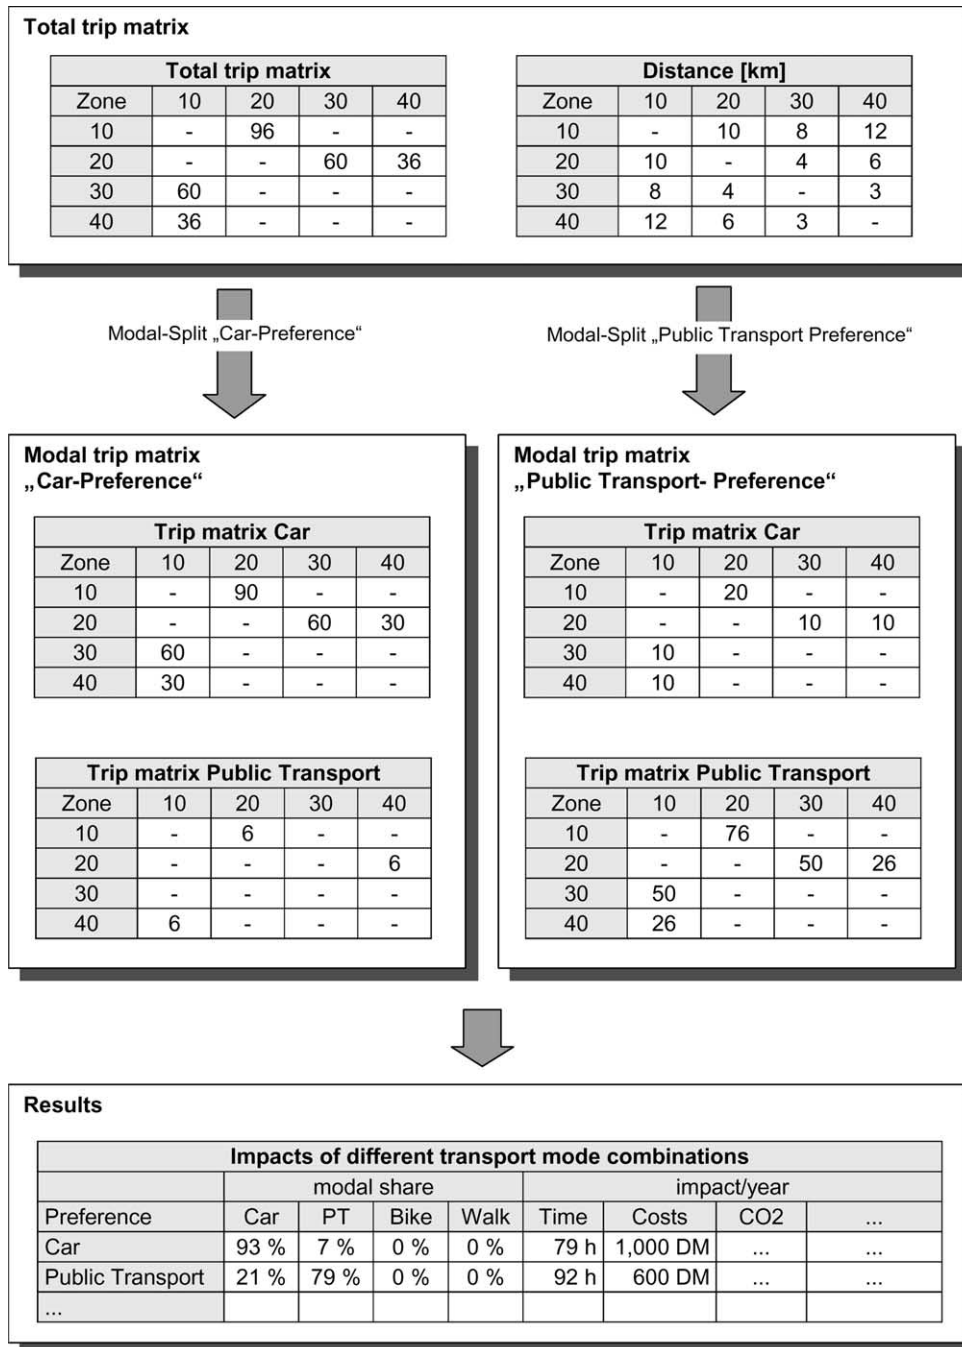 Total trip matrix
Total trip matrix
Zone 10 20 30 40
10 - 96 - -
20 - - 60 36
30 60 - - -
40 36 - - -
Distance [km]
Zone 10 20 30 40
10 - 10 8 12
20 10 - 4 6
30 8 4 - 3
40 12 6 3 -
Modal-Split „Car-Preference“
Modal-Split „Public Transport Preference“
Modal trip matrix
„Car-Preference“
Trip matrix Car
Zone 10 20 30 40
10 - 90 - -
20 - - 60 30
30 60 - - -
40 30 - - -
Trip matrix Public Transport
Zone 10 20 30 40
10 - 6 - -
20 - - - 6
30 - - - -
40 6 - - -
Modal trip matrix
„Public Transport- Preference“
Trip matrix Car
Zone 10 20 30 40
10 - 20 - -
20 - - 10 10
30 10 - - -
40 10 - - -
Trip matrix Public Transport
Zone 10 20 30 40
10 - 76 - -
20 - - 50 26
30 50 - - -
40 26 - - -
Results
Impacts of different transport mode combinations
modal share impact/year
Preference Car PT Bike Walk Time Costs CO2 ...
Car 93 % 7 % 0 % 0 % 79 h 1,000 DM ... ...
Public Transport 21 % 79 % 0 % 0 % 92 h 600 DM ... ...
...